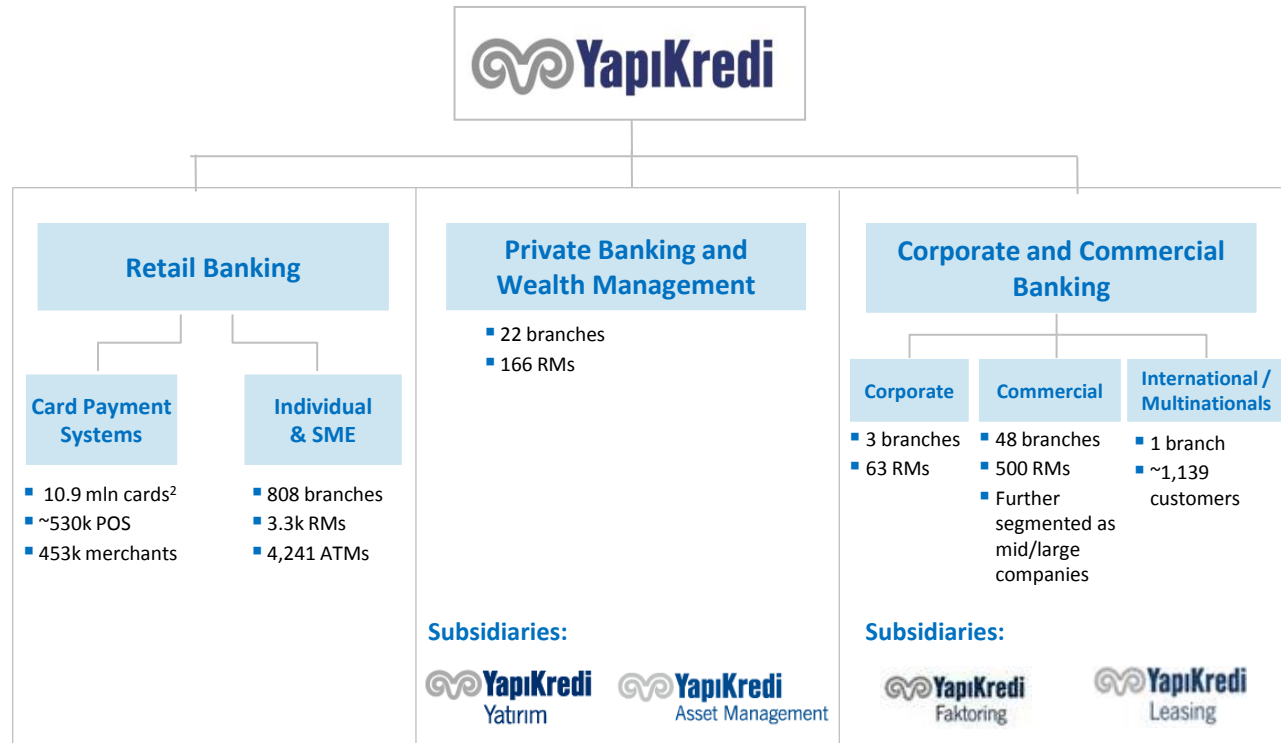 YapıKredi
Retail Banking
Card Payment
Systems
10.9 mln cards²
~530k POS
453k merchants
Individual
& SME
808 branches
3.3k RMs
4,241 ATMs
Private Banking and
Wealth Management
22 branches
166 RMs
Subsidiaries:
YapıKredi
Yatırım
YapıKredi
Asset Management
Corporate and Commercial
Banking
Corporate
3 branches
63 RMs
Commercial
48 branches
500 RMs
Further
segmented as
mid/large
companies
International /
Multinationals
1 branch
~1,139
customers
Subsidiaries:
YapıKredi
Faktoring
YapıKredi
Leasing